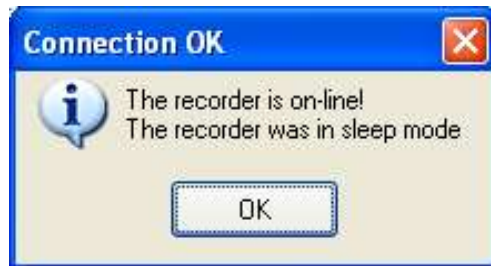 Connection OK
The recorder is on-line!
The recorder was in sleep mode
OK